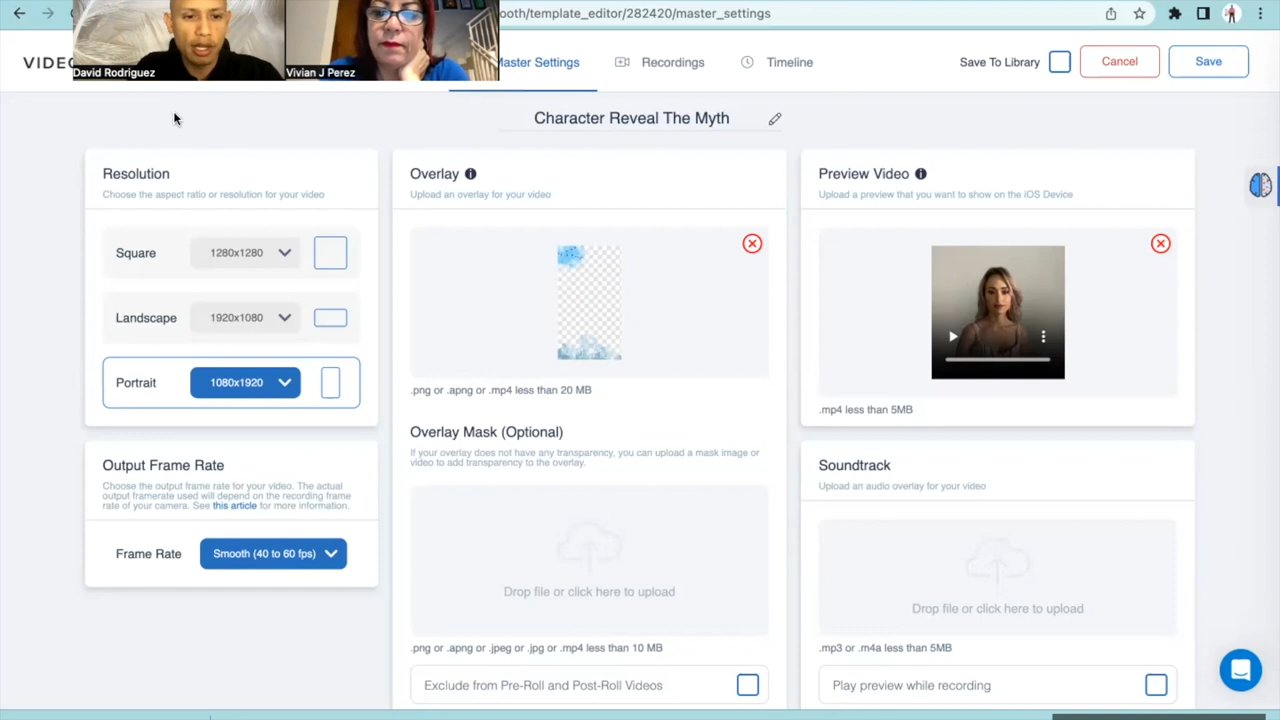 ooth/template_editor/282420/master_settings
David Rodriguez
Vivian J Perez
VIDE
Master Settings
Recordings
Timeline
Save To Library
Cancel
Save
Character Reveal The Myth
Resolution
Choose the aspect ratio or resolution for your video
Square
1280x1280
Landscape
1920x1080
Portrait
1080x1920
Output Frame Rate
Choose the output frame rate for your video. The actual
output framerate used will depend on the recording frame
rate of your camera. See this article for more information.
Frame Rate
Smooth (40 to 60 fps)
Overlay
Upload an overlay for your video
.png or .apng or .mp4 less than 20 MB
Overlay Mask (Optional)
If your overlay does not have any transparency, you can upload a mask image or
video to add transparency to the overlay.
Drop file or click here to upload
.png or .apng or .jpeg or .jpg or .mp4 less than 10 MB
Exclude from Pre-Roll and Post-Roll Videos
Preview Video
Upload a preview that you want to show on the iOS Device
.mp4 less than 5MB
Soundtrack
Upload an audio overlay for your video
Drop file or click here to upload
.mp3 or .m4a less than 5MB
Play preview while recording